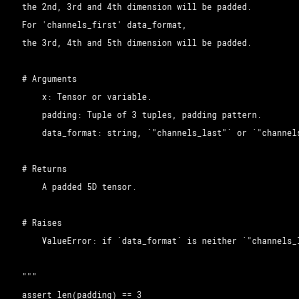 the 2nd, 3rd and 4th dimension will be padded.
For 'channels_first' data_format,
the 3rd, 4th and 5th dimension will be padded.
# Arguments
x: Tensor or variable.
padding: Tuple of 3 tuples, padding pattern.
data_format: string, `"channels_last"` or `"channels
# Returns
A padded 5D tensor.
# Raises
ValueError: if `data_format` is neither `"channels_l
"""
assert len(padding) == 3